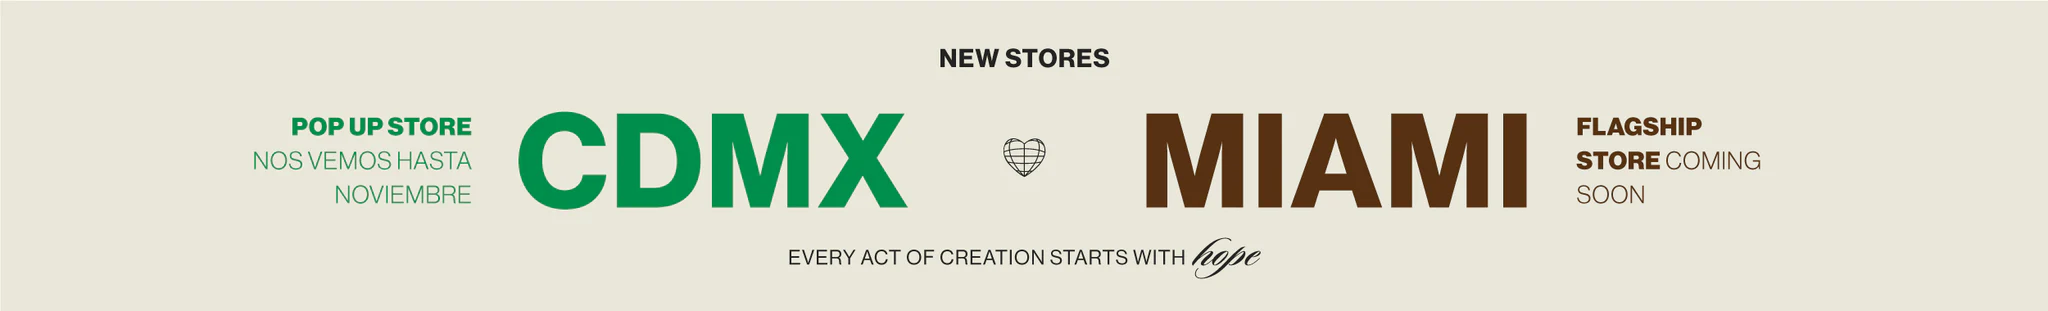 NEW STORES
POP UP STORE
NOS VEMOS HASTA
NOVIEMBRE
CDMX
MIAMI
FLAGSHIP
STORE COMING
SOON
EVERY ACT OF CREATION STARTS WITH hope